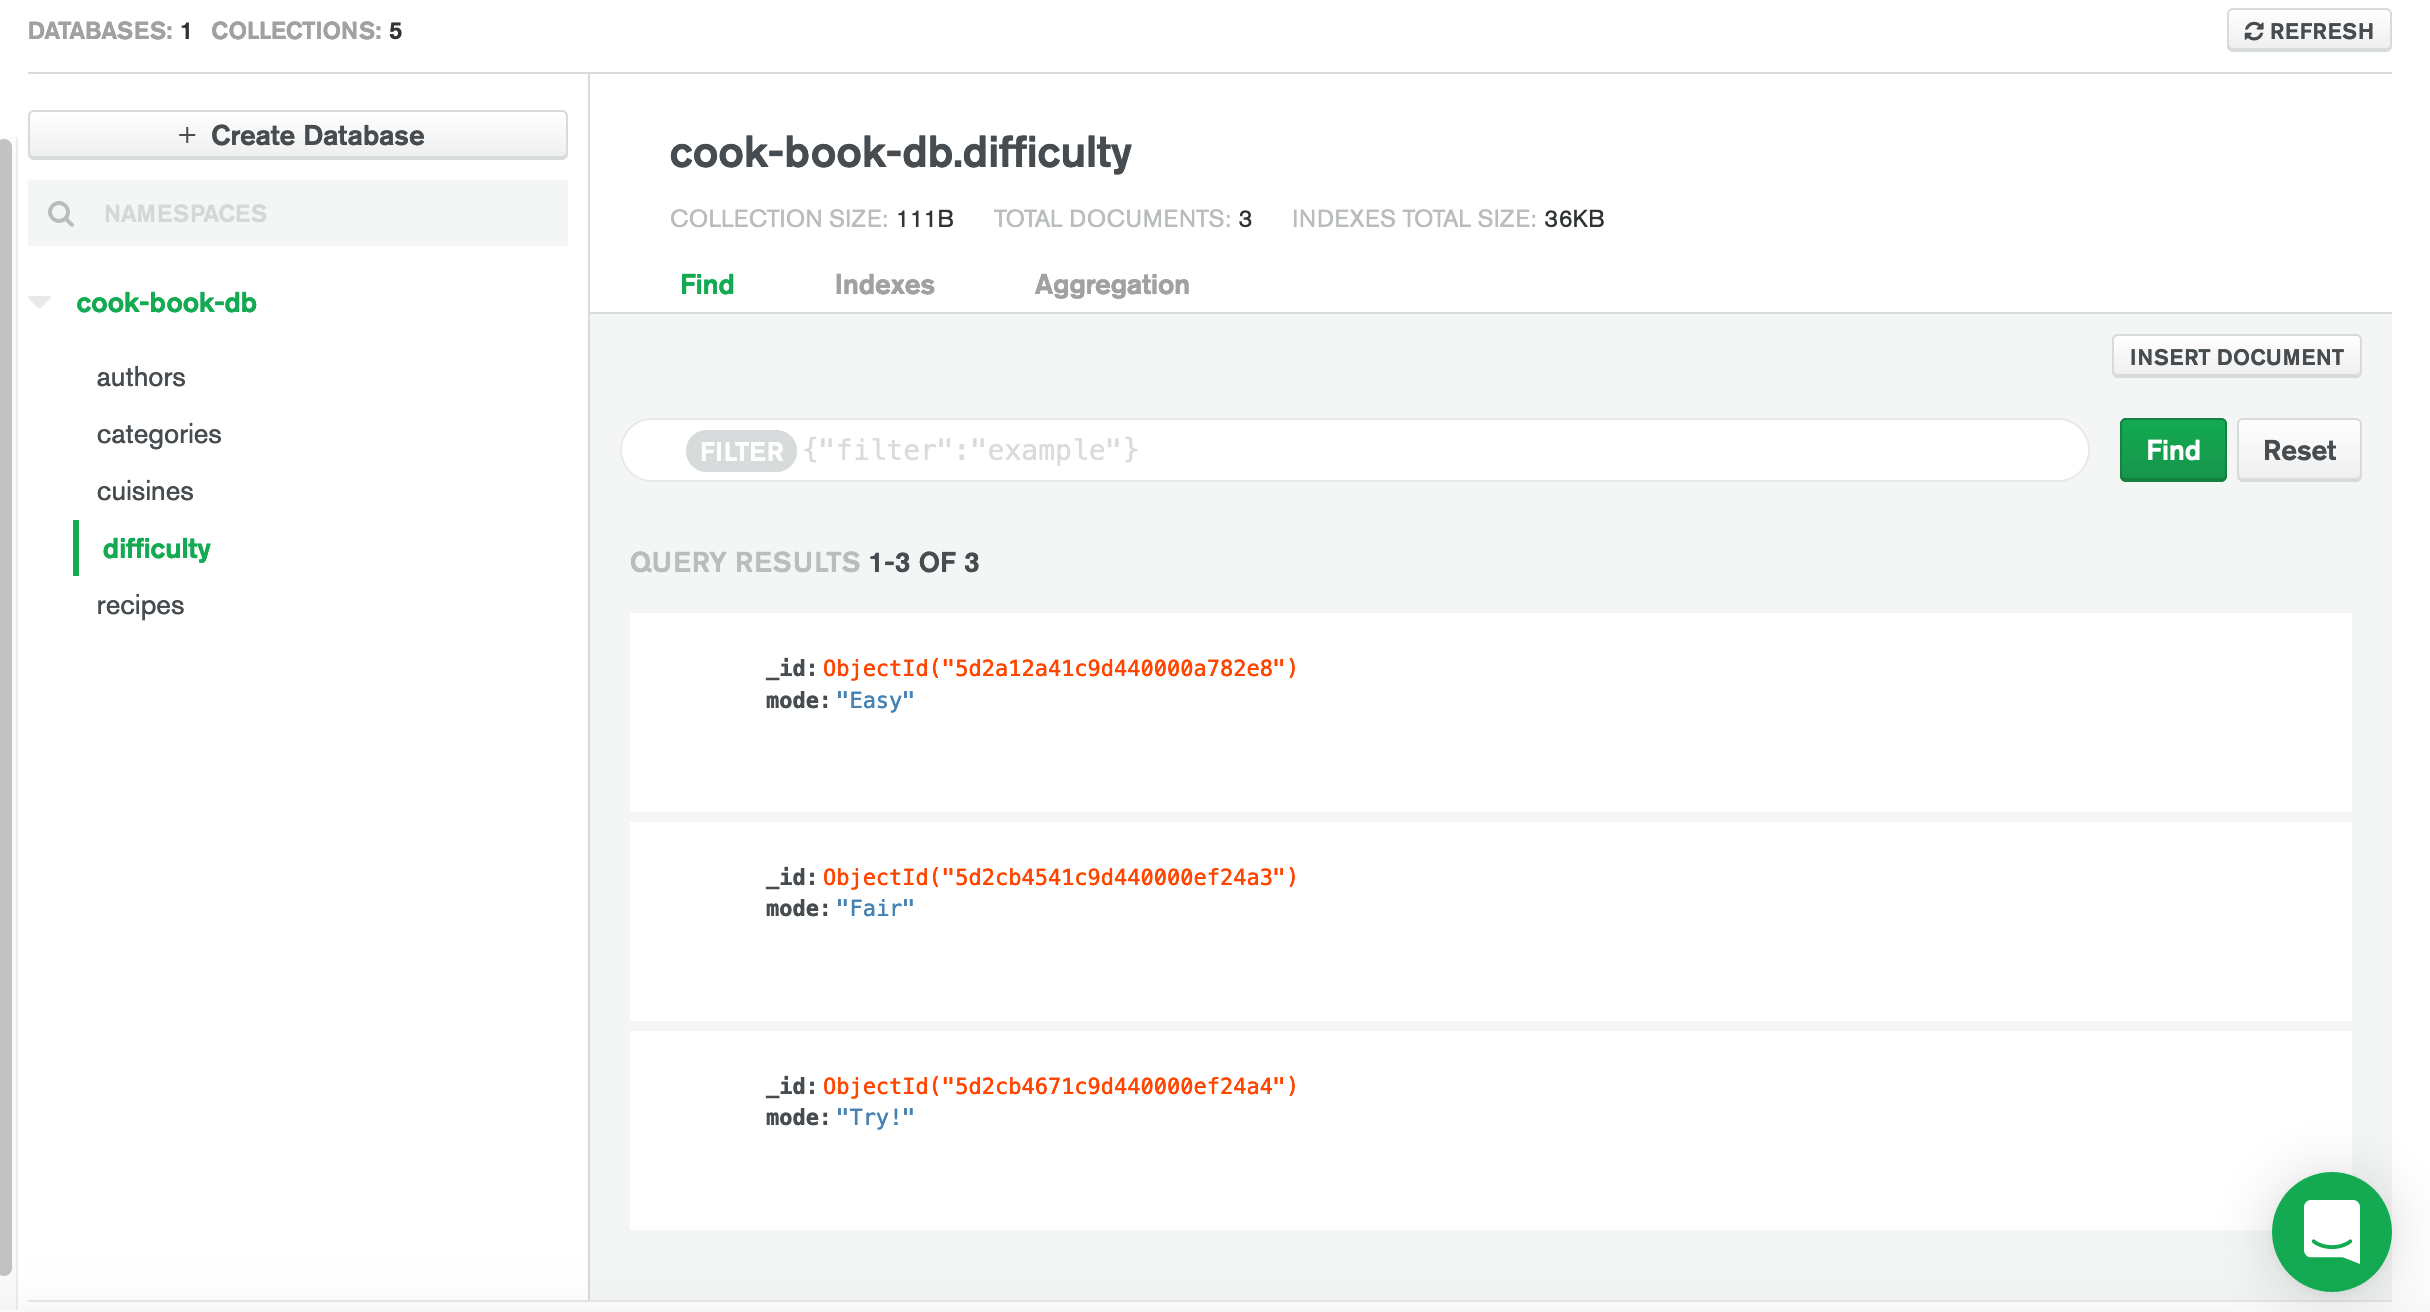 DATABASES: 1 COLLECTIONS: 5
REFRESH
+ Create Database
NAMESPACES
cook-book-db
authors
categories
cuisines
difficulty
recipes
cook-book-db.difficulty
COLLECTION SIZE: 111B TOTAL DOCUMENTS: 3 INDEXES TOTAL SIZE: 36KB
Find Indexes Aggregation
INSERT DOCUMENT
FILTER {"filter":"example"}
Find Reset
QUERY RESULTS 1-3 OF 3
_id: ObjectId("5d2a12a41c9d440000a782e8")
mode: "Easy"
_id: ObjectId("5d2cb4541c9d440000ef24a3")
mode: "Fair"
_id: ObjectId("5d2cb4671c9d440000ef24a4")
mode: "Try!"